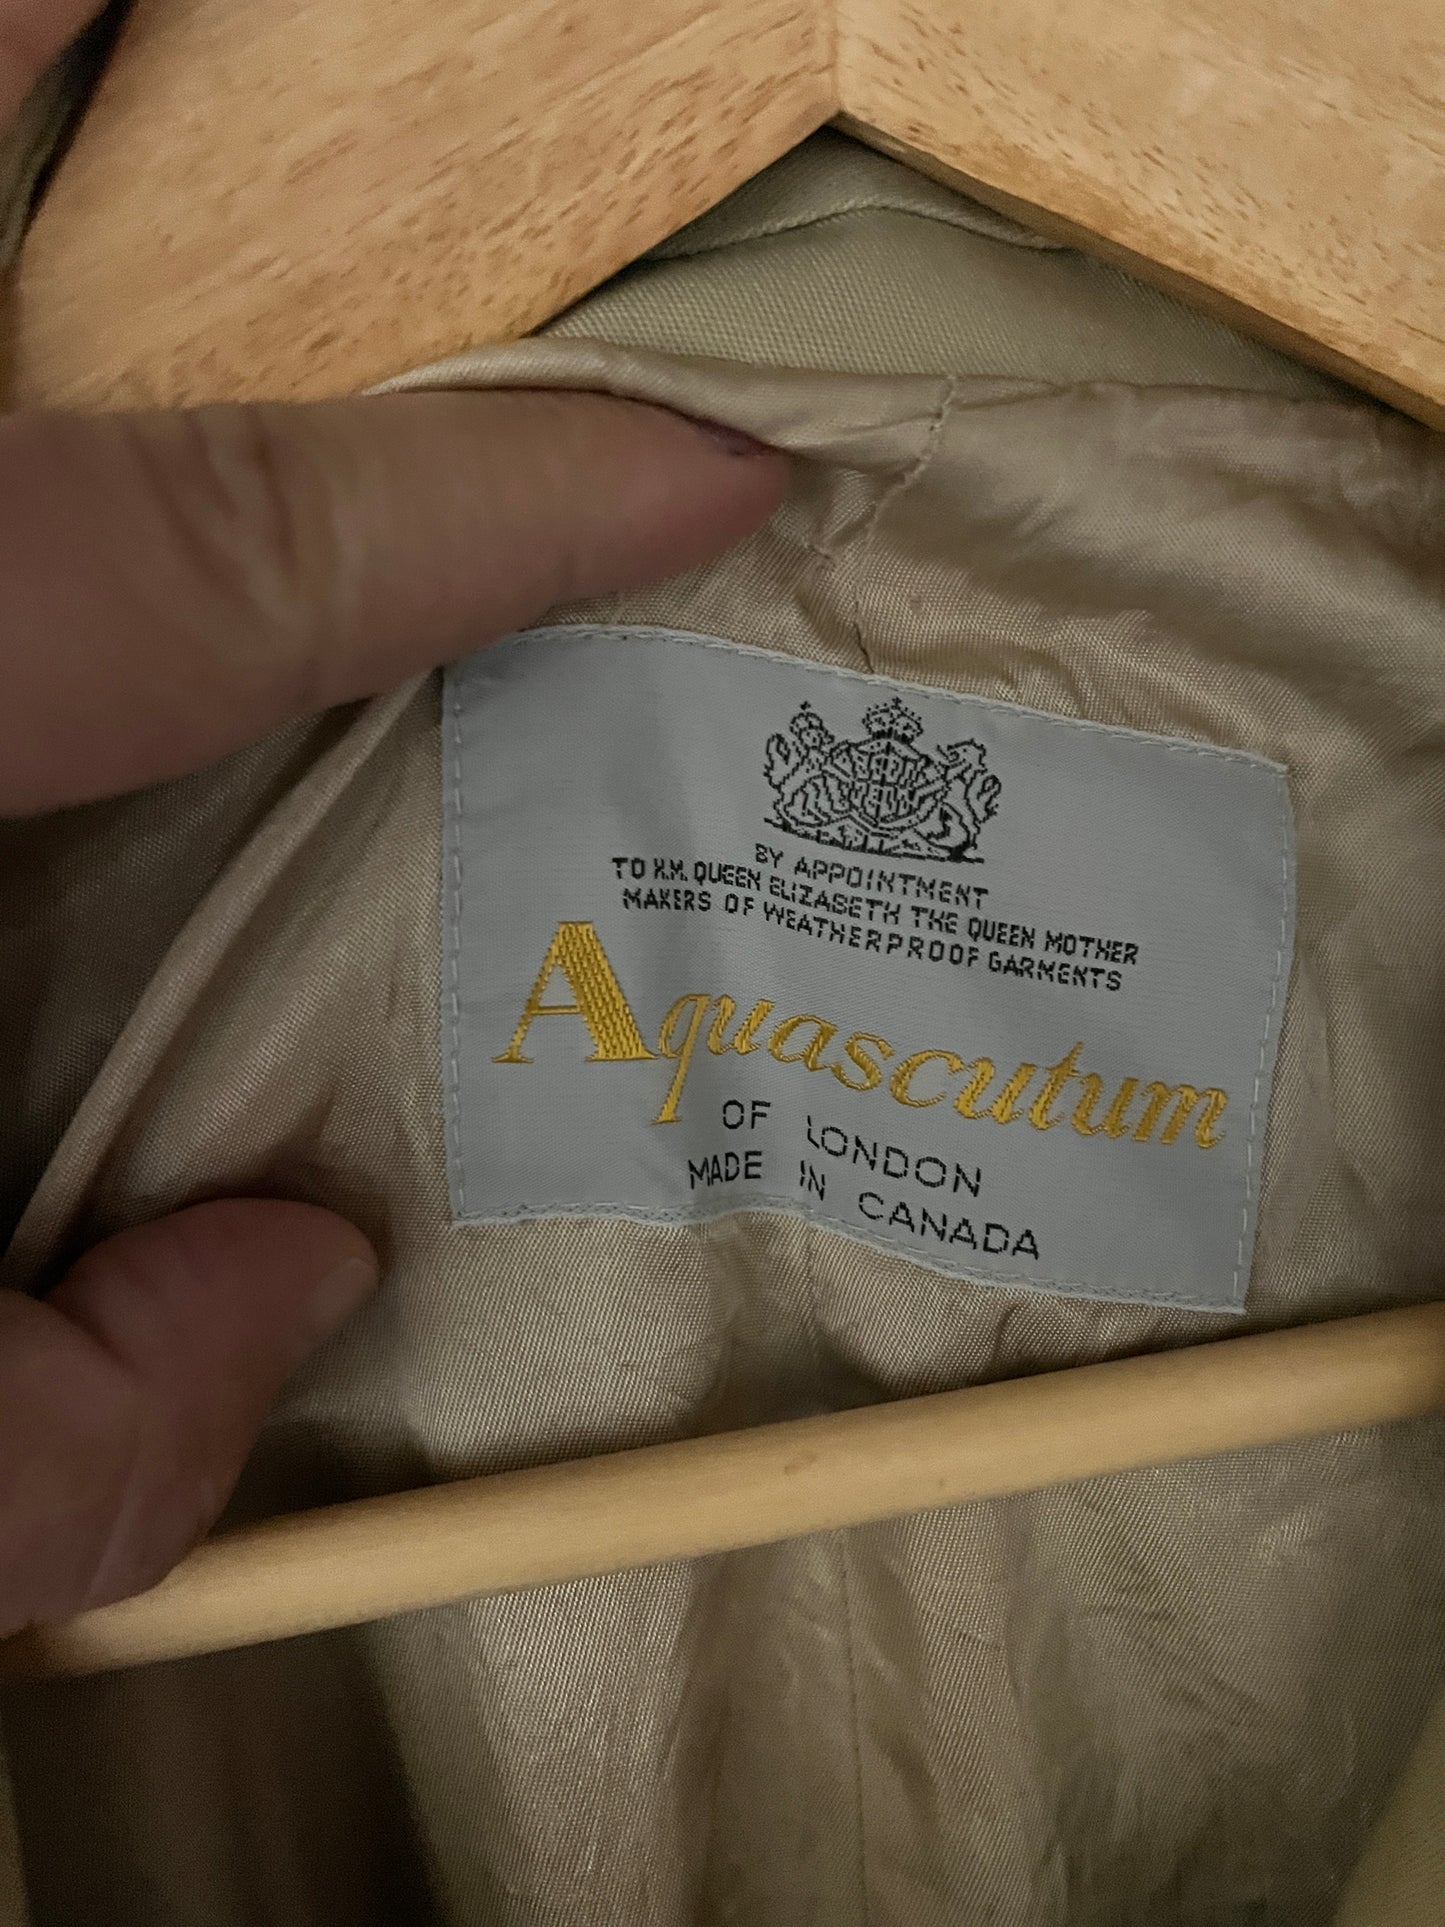 BY APPOINTMENT
TO H.M. QUEEN ELIZABETH THE QUEEN MOTHER
MAKERS OF WEATHERPROOF GARMENTS
Aquascutum
OF LONDON
MADE IN CANADA